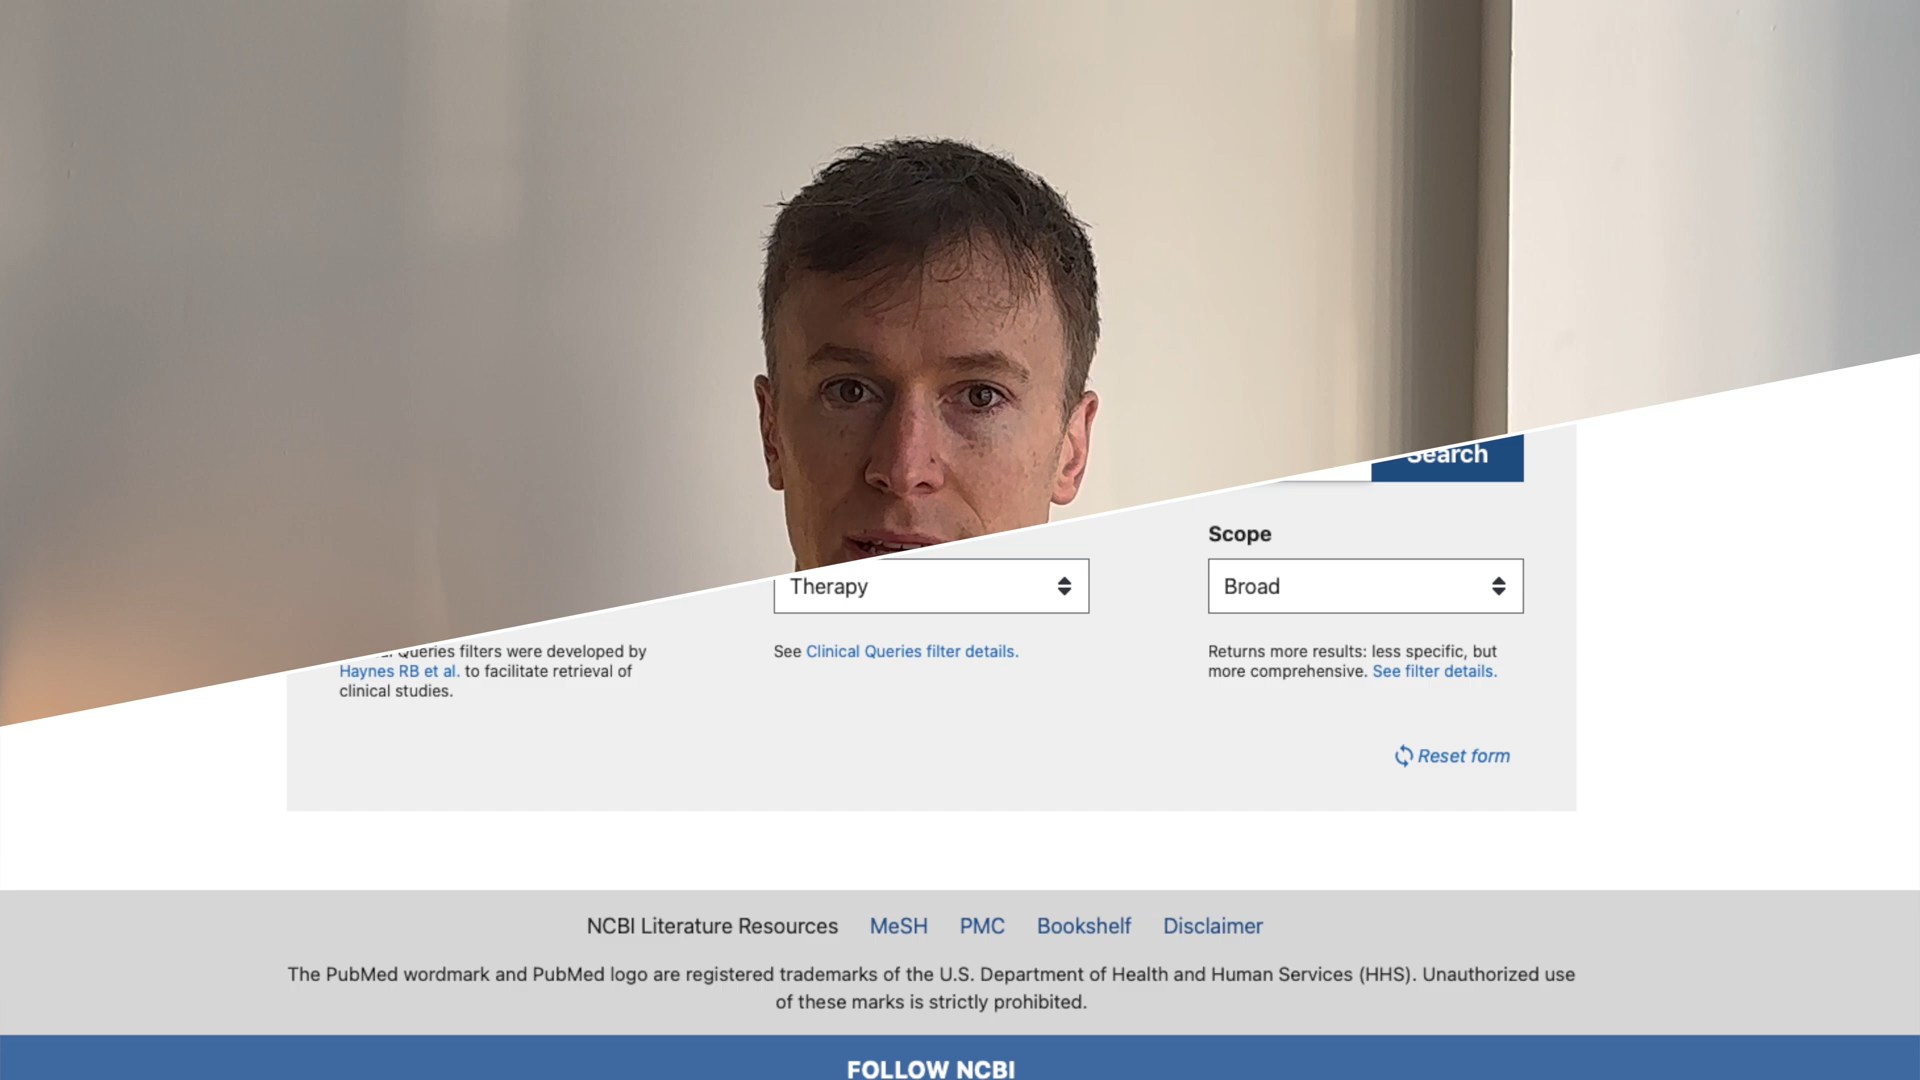 Search
Scope
Therapy
Broad
Queries filters were developed by
Haynes RB et al. to facilitate retrieval of
clinical studies.
See Clinical Queries filter details.
Returns more results: less specific, but
more comprehensive. See filter details.
Reset form
NCBI Literature Resources MeSH PMC Bookshelf Disclaimer
The PubMed wordmark and PubMed logo are registered trademarks of the U.S. Department of Health and Human Services (HHS). Unauthorized use
of these marks is strictly prohibited.
FOLLOW NCBI